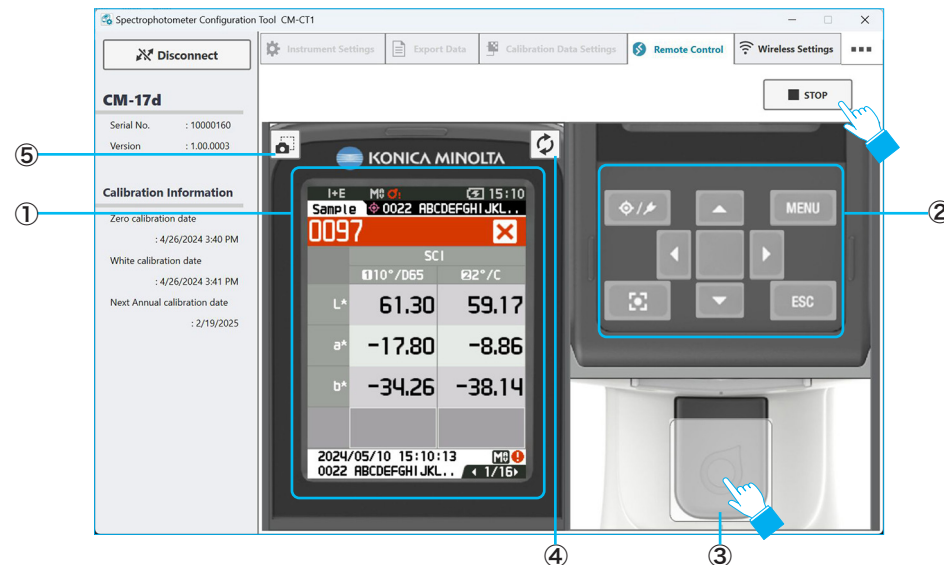 Spectrophotometer Configuration Tool CM-CT1
Disconnect
Instrument Settings
Export Data
Calibration Data Settings
Remote Control
Wireless Settings
STOP
CM-17d
Serial No. : 10000160
Version : 1.00.0003
Calibration Information
Zero calibration date
: 4/26/2024 3:40 PM
White calibration date
: 4/26/2024 3:41 PM
Next Annual calibration date
: 2/19/2025
⑤
①
KONICA MINOLTA
I+E 15:10
Sample 0022 ABCDEFGHIJKL..
0097
SCI
1 10°/D65 2 2°/C
L* 61.30 59.17
a* -17.80 -8.86
b* -34.26 -38.14
2024/05/10 15:10:13
0022 ABCDEFGHIJKL.. 1/16
MENU
ESC
②
④
③